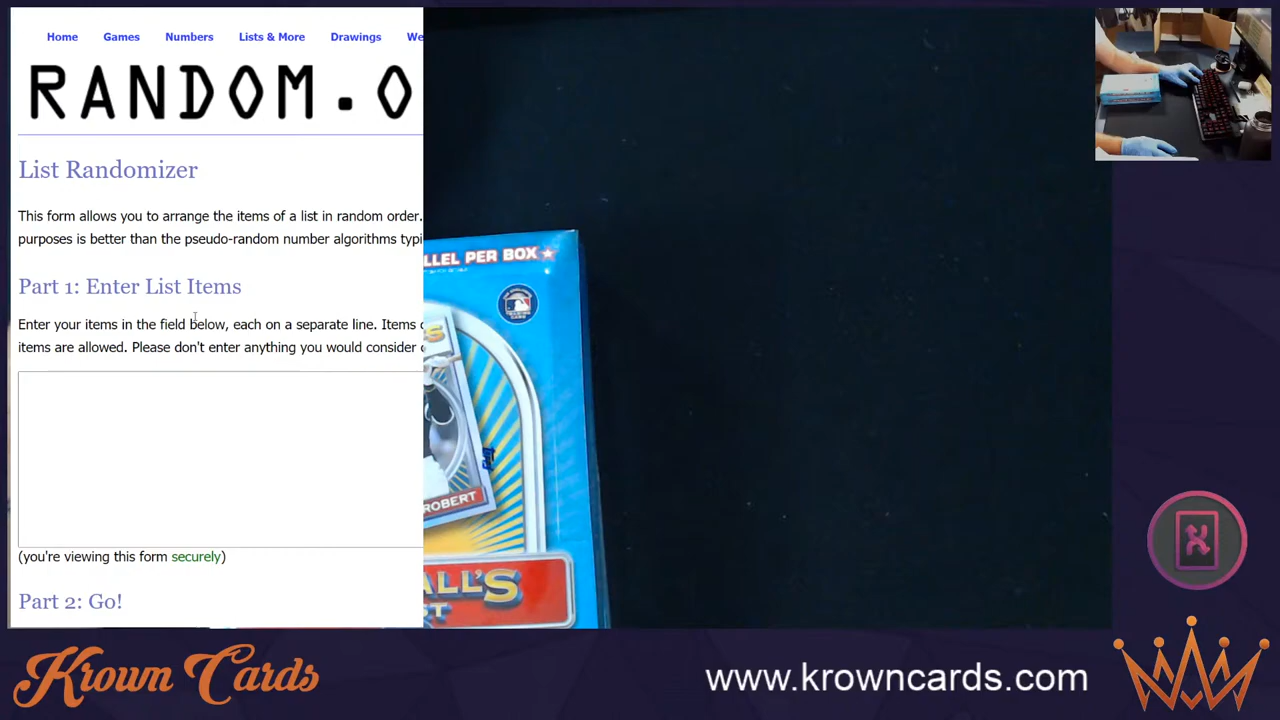 Home Games Numbers Lists & More Drawings We
RANDOM.O
List Randomizer
This form allows you to arrange the items of a list in random order.
purposes is better than the pseudo-random number algorithms typi
Part 1: Enter List Items
Enter your items in the field below, each on a separate line. Items
items are allowed. Please don't enter anything you would consider
(you're viewing this form securely)
Part 2: Go!
LLEL PER BOX
ROBERT
ALL'S
RT
Krown Cards
www.krowncards.com